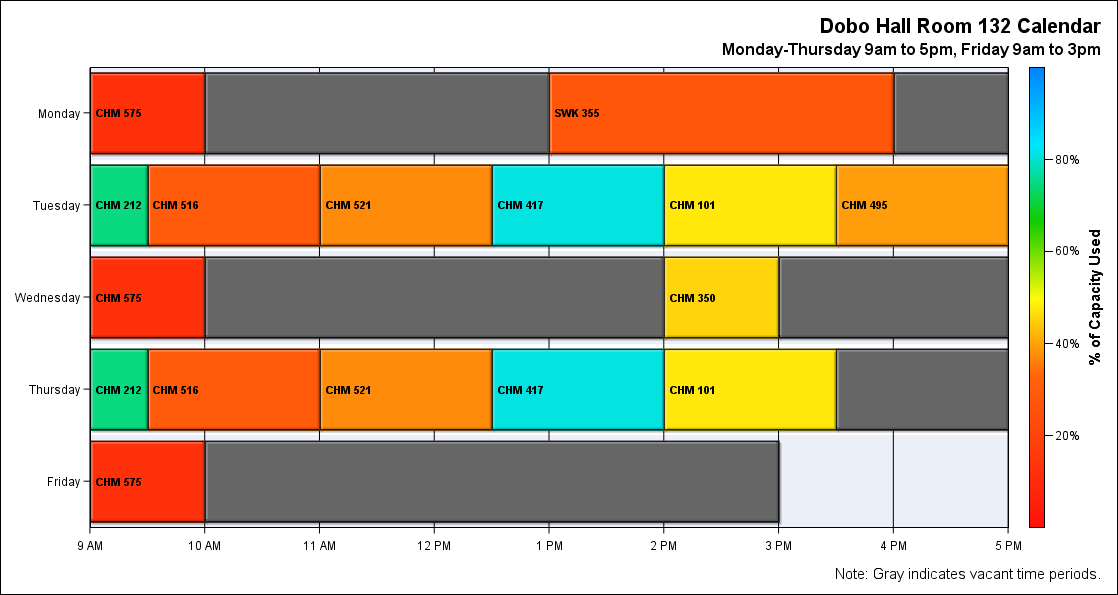 Dobo Hall Room 132 Calendar
Monday-Thursday 9am to 5pm, Friday 9am to 3pm
Monday
CHM 575
SWK 355
Tuesday
CHM 212
CHM 516
CHM 521
CHM 417
CHM 101
CHM 495
Wednesday
CHM 575
CHM 350
Thursday
CHM 212
CHM 516
CHM 521
CHM 417
CHM 101
Friday
CHM 575
9 AM
10 AM
11 AM
12 PM
1 PM
2 PM
3 PM
4 PM
5 PM
80%
60%
40%
20%
% of Capacity Used
Note: Gray indicates vacant time periods.